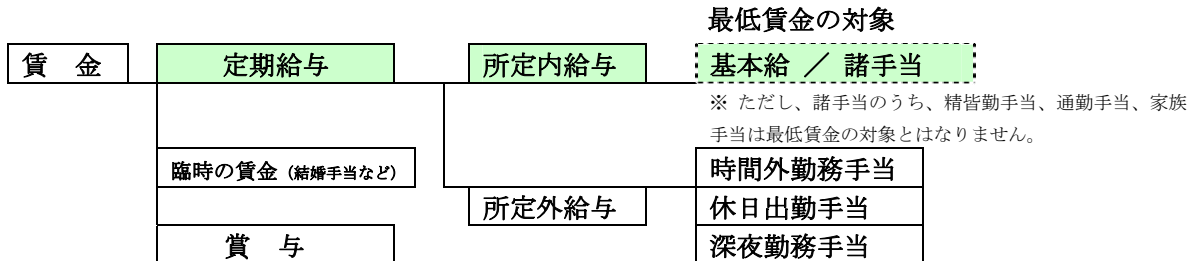 最低賃金の対象
賃 金 定期給与 所定内給与 基本給 / 諸手当
※ ただし、諸手当のうち、精皆勤手当、通勤手当、家族
手当は最低賃金の対象とはなりません。
臨時の賃金(結婚手当など) 時間外勤務手当
所定外給与 休日出勤手当
賞 与 深夜勤務手当